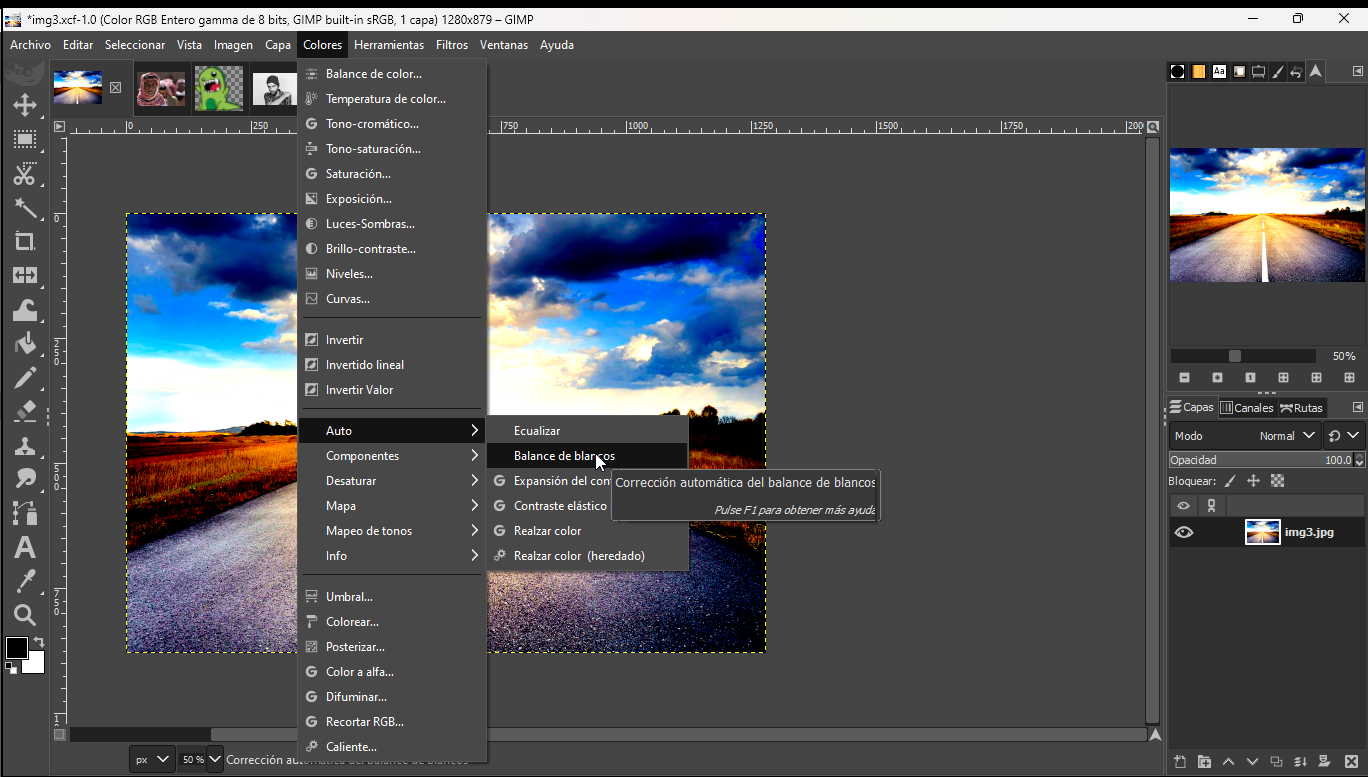 *img3.xcf-1.0 (Color RGB Entero gamma de 8 bits, GIMP built-in sRGB, 1 capa) 1280x879 – GIMP
Archivo Editar Seleccionar Vista Imagen Capa Colores Herramientas Filtros Ventanas Ayuda
Balance de color...
Temperatura de color...
Tono-cromático...
Tono-saturación...
Saturación...
Exposición...
Luces-Sombras...
Brillo-contraste...
Niveles...
Curvas...
Invertir
Invertido lineal
Invertir Valor
Auto
Componentes
Desaturar
Mapa
Mapeo de tonos
Info
Umbral...
Colorear...
Posterizar...
Color a alfa...
Difuminar...
Recortar RGB...
Caliente...
Ecualizar
Balance de blancos
Expansión del con
Contraste elástico
Realzar color
Realzar color (heredado)
Corrección automática del balance de blancos
Pulse F1 para obtener más ayuda
0 250 750 1000 1250 1500 1750 200
0
250
500
750
1
px 50 % Corrección automática del balance de blancos
Aa
50%
Capas Canales Rutas
Modo Normal
Opacidad 100.0
Bloquear:
img3.jpg